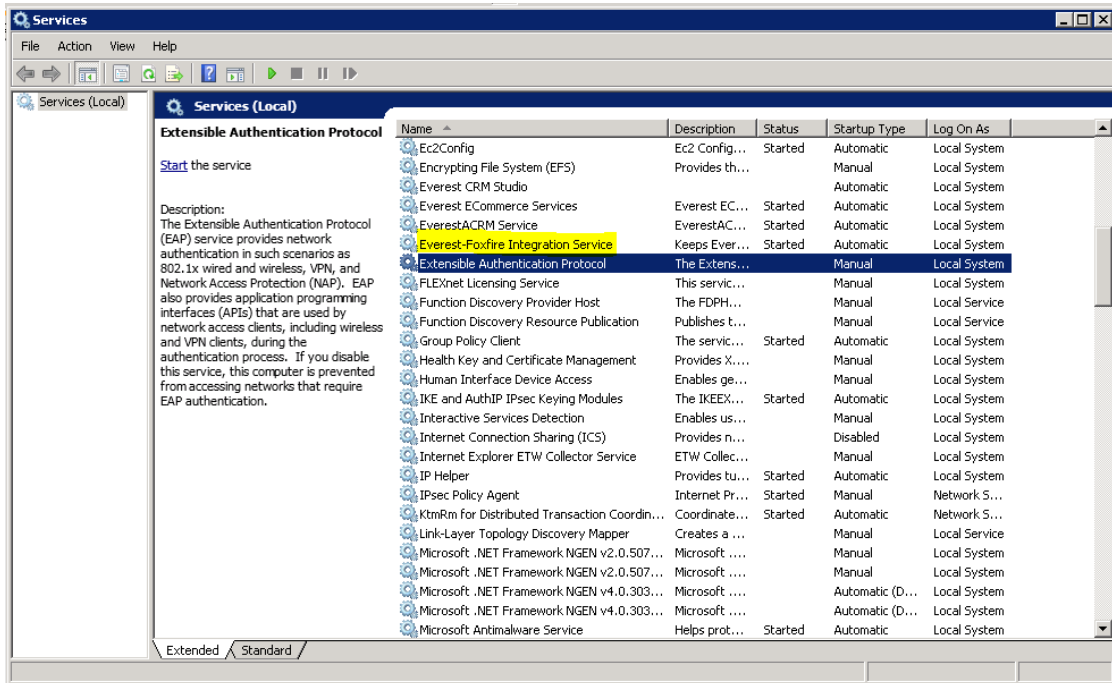 Services
File Action View Help
Services (Local)
Services (Local)
Extensible Authentication Protocol
Start the service
Description:
The Extensible Authentication Protocol
(EAP) service provides network
authentication in such scenarios as
802.1x wired and wireless, VPN, and
Network Access Protection (NAP). EAP
also provides application programming
interfaces (APIs) that are used by
network access clients, including wireless
and VPN clients, during the
authentication process. If you disable
this service, this computer is prevented
from accessing networks that require
EAP authentication.
Name Description Status Startup Type Log On As
Ec2Config Ec2 Config... Started Automatic Local System
Encrypting File System (EFS) Provides th... Manual Local System
Everest CRM Studio Automatic Local System
Everest ECommerce Services Everest EC... Started Automatic Local System
EverestACRM Service EverestAC... Started Automatic Local System
Everest-Foxfire Integration Service Keeps Ever... Started Automatic Local System
Extensible Authentication Protocol The Extens... Manual Local System
FLEXnet Licensing Service This servic... Manual Local System
Function Discovery Provider Host The FDPH... Manual Local Service
Function Discovery Resource Publication Publishes t... Manual Local Service
Group Policy Client The servic... Started Automatic Local System
Health Key and Certificate Management Provides X.... Manual Local System
Human Interface Device Access Enables ge... Manual Local System
IKE and AuthIP IPsec Keying Modules The IKEEX... Started Automatic Local System
Interactive Services Detection Enables us... Manual Local System
Internet Connection Sharing (ICS) Provides n... Disabled Local System
Internet Explorer ETW Collector Service ETW Collec... Manual Local System
IP Helper Provides tu... Started Automatic Local System
IPsec Policy Agent Internet Pr... Started Manual Network S...
KtmRm for Distributed Transaction Coordin... Coordinate... Started Automatic Network S...
Link-Layer Topology Discovery Mapper Creates a ... Manual Local Service
Microsoft .NET Framework NGEN v2.0.507... Microsoft .... Manual Local System
Microsoft .NET Framework NGEN v2.0.507... Microsoft .... Manual Local System
Microsoft .NET Framework NGEN v4.0.303... Microsoft .... Automatic (D... Local System
Microsoft .NET Framework NGEN v4.0.303... Microsoft .... Automatic (D... Local System
Microsoft Antimalware Service Helps prot... Started Automatic Local System
Extended Standard